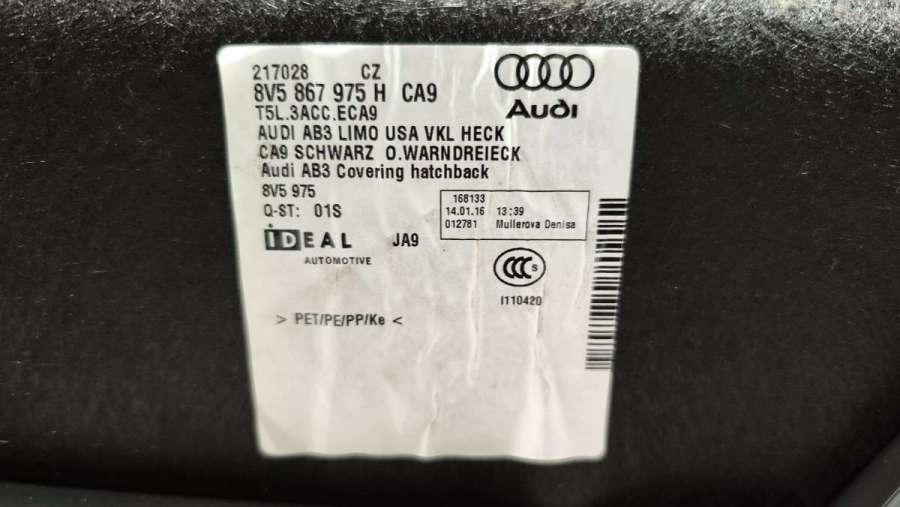 217028 CZ
8V5 867 975 H CA9
T5L.3ACC.ECA9
AUDI AB3 LIMO USA VKL HECK
CA9 SCHWARZ O.WARNDREIECK
Audi AB3 Covering hatchback
8V5 975
Q-ST: 01S
IDEAL JA9
AUTOMOTIVE
Audi
168133
14.01.16 13:39
012781 Mullerova Denisa
CCC S
I110420
> PET/PE/PP/Ke <